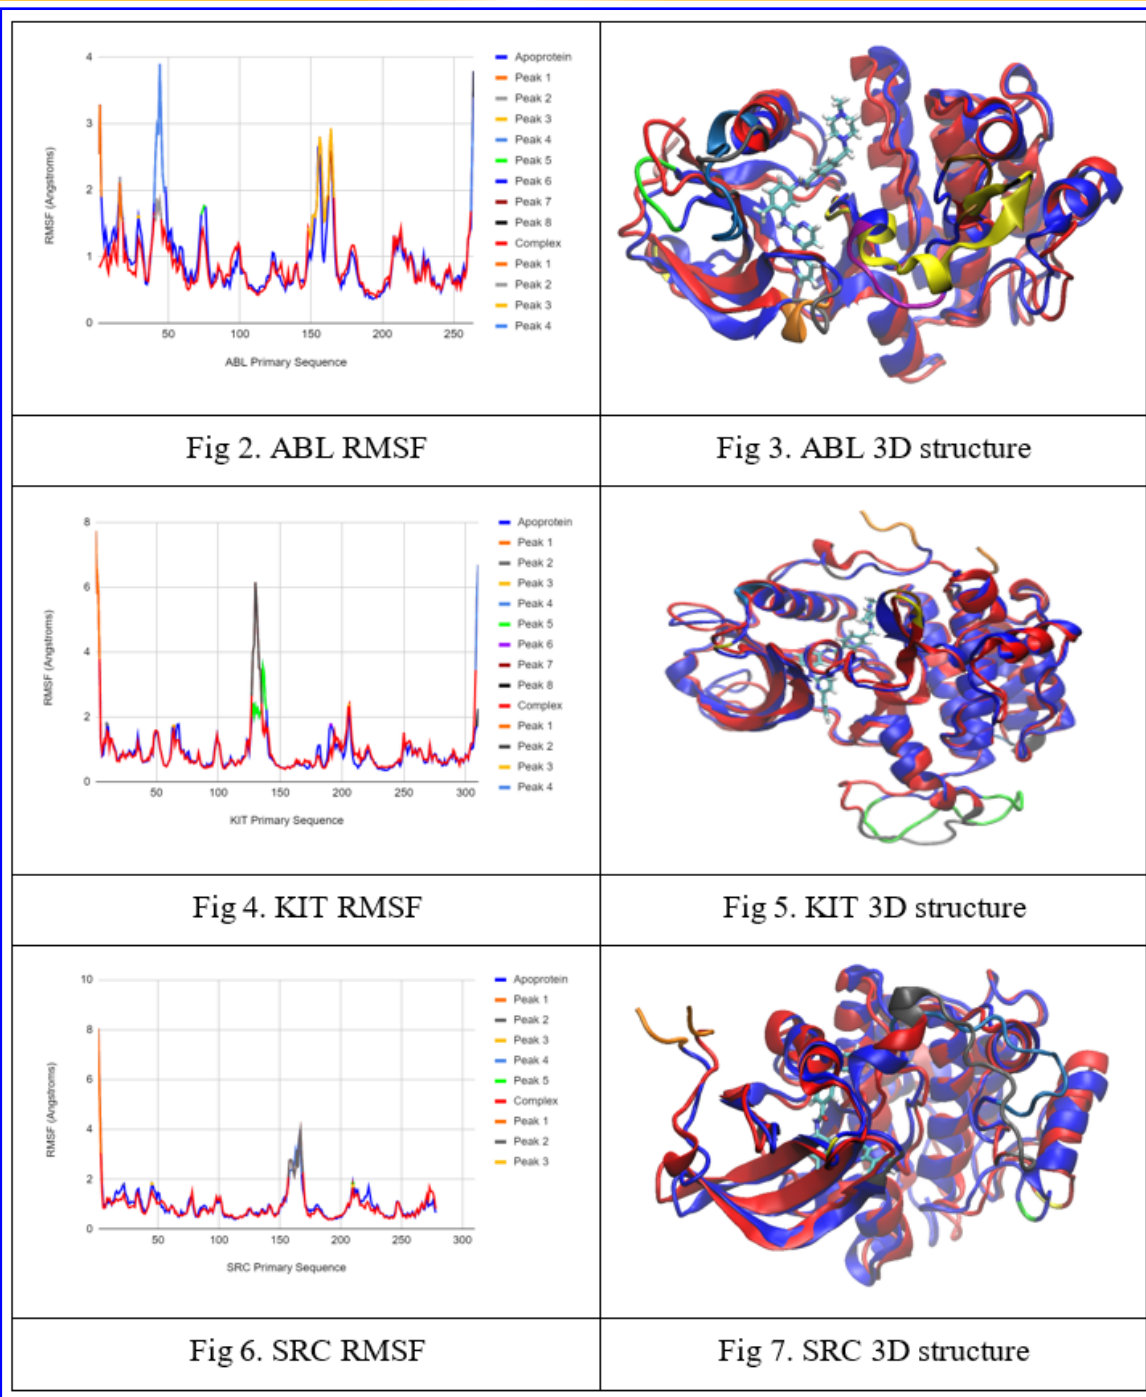 4
3
2
1
0
RMSF (Angstroms)
50
100
150
200
250
ABL Primary Sequence
Apoprotein
Peak 1
Peak 2
Peak 3
Peak 4
Peak 5
Peak 6
Peak 7
Peak 8
Complex
Peak 1
Peak 2
Peak 3
Peak 4
Fig 2. ABL RMSF
Fig 3. ABL 3D structure
8
6
4
2
0
RMSF (Angstroms)
50
100
150
200
250
300
KIT Primary Sequence
Apoprotein
Peak 1
Peak 2
Peak 3
Peak 4
Peak 5
Peak 6
Peak 7
Peak 8
Complex
Peak 1
Peak 2
Peak 3
Peak 4
Fig 4. KIT RMSF
Fig 5. KIT 3D structure
10
8
6
4
2
0
RMSF (Angstroms)
50
100
150
200
250
300
SRC Primary Sequence
Apoprotein
Peak 1
Peak 2
Peak 3
Peak 4
Peak 5
Complex
Peak 1
Peak 2
Peak 3
Fig 6. SRC RMSF
Fig 7. SRC 3D structure